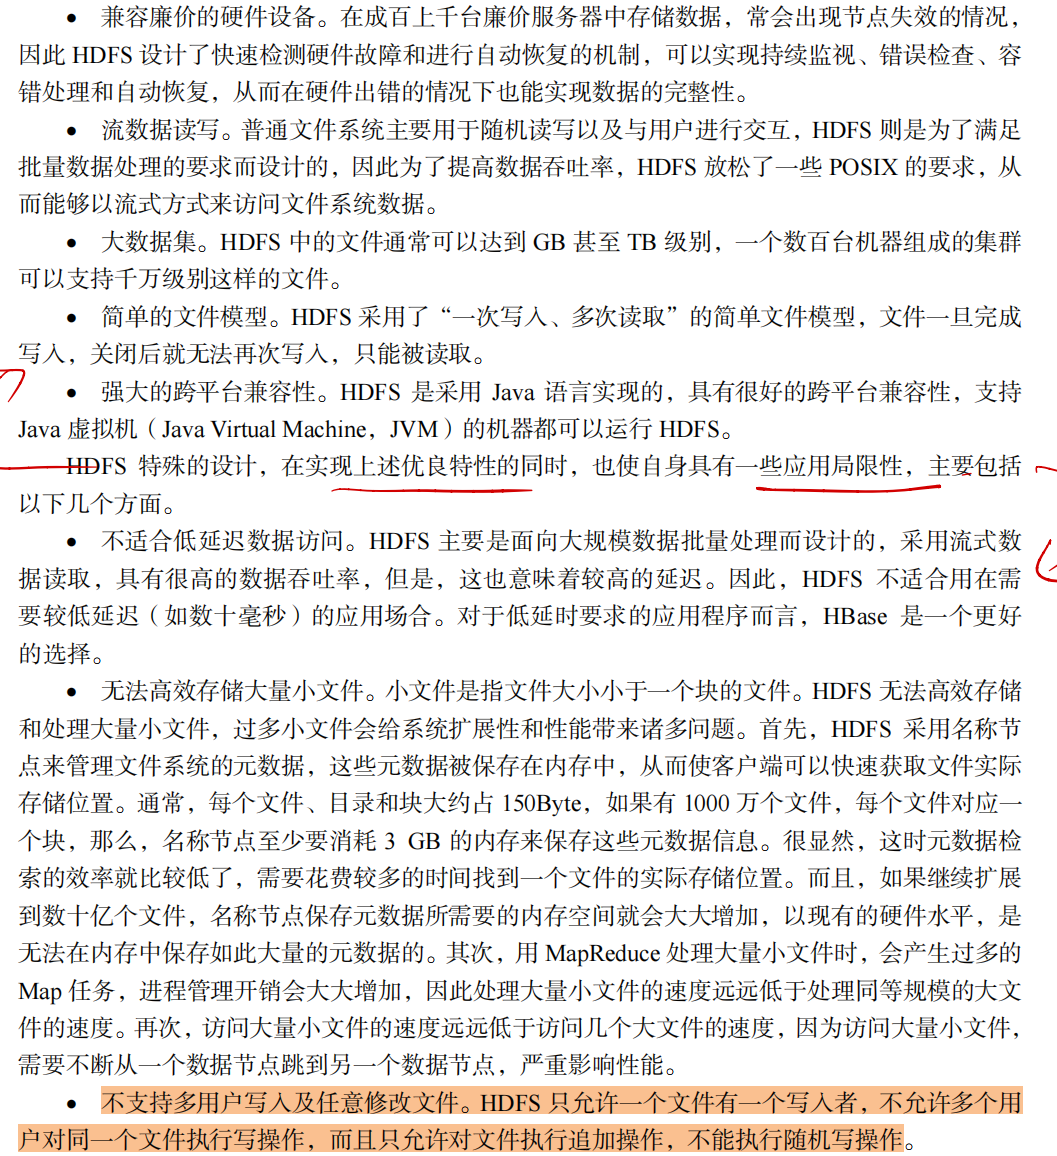 ● 兼容廉价的硬件设备。在成百上千台廉价服务器中存储数据，常会出现节点失效的情况，
因此 HDFS 设计了快速检测硬件故障和进行自动恢复的机制，可以实现持续监视、错误检查、容
错处理和自动恢复，从而在硬件出错的情况下也能实现数据的完整性。
● 流数据读写。普通文件系统主要用于随机读写以及与用户进行交互，HDFS 则是为了满足
批量数据处理的要求而设计的，因此为了提高数据吞吐率，HDFS 放松了一些 POSIX 的要求，从
而能够以流式方式来访问文件系统数据。
● 大数据集。HDFS 中的文件通常可以达到 GB 甚至 TB 级别，一个数百台机器组成的集群
可以支持千万级别这样的文件。
● 简单的文件模型。HDFS 采用了“一次写入、多次读取”的简单文件模型，文件一旦完成
写入，关闭后就无法再次写入，只能被读取。
● 强大的跨平台兼容性。HDFS 是采用 Java 语言实现的，具有很好的跨平台兼容性，支持
Java 虚拟机（Java Virtual Machine，JVM）的机器都可以运行 HDFS。
HDFS 特殊的设计，在实现上述优良特性的同时，也使自身具有一些应用局限性，主要包括
以下几个方面。
● 不适合低延迟数据访问。HDFS 主要是面向大规模数据批量处理而设计的，采用流式数
据读取，具有很高的数据吞吐率，但是，这也意味着较高的延迟。因此，HDFS 不适合用在需
要较低延迟（如数十毫秒）的应用场合。对于低延时要求的应用程序而言，HBase 是一个更好
的选择。
● 无法高效存储大量小文件。小文件是指文件大小小于一个块的文件。HDFS 无法高效存储
和处理大量小文件，过多小文件会给系统扩展性和性能带来诸多问题。首先，HDFS 采用名称节
点来管理文件系统的元数据，这些元数据被保存在内存中，从而使客户端可以快速获取文件实际
存储位置。通常，每个文件、目录和块大约占 150Byte，如果有 1000 万个文件，每个文件对应一
个块，那么，名称节点至少要消耗 3 GB 的内存来保存这些元数据信息。很显然，这时元数据检
索的效率就比较低了，需要花费较多的时间找到一个文件的实际存储位置。而且，如果继续扩展
到数十亿个文件，名称节点保存元数据所需要的内存空间就会大大增加，以现有的硬件水平，是
无法在内存中保存如此大量的元数据的。其次，用 MapReduce 处理大量小文件时，会产生过多的
Map 任务，进程管理开销会大大增加，因此处理大量小文件的速度远远低于处理同等规模的大文
件的速度。再次，访问大量小文件的速度远远低于访问几个大文件的速度，因为访问大量小文件，
需要不断从一个数据节点跳到另一个数据节点，严重影响性能。
● 不支持多用户写入及任意修改文件。HDFS 只允许一个文件有一个写入者，不允许多个用
户对同一个文件执行写操作，而且只允许对文件执行追加操作，不能执行随机写操作。